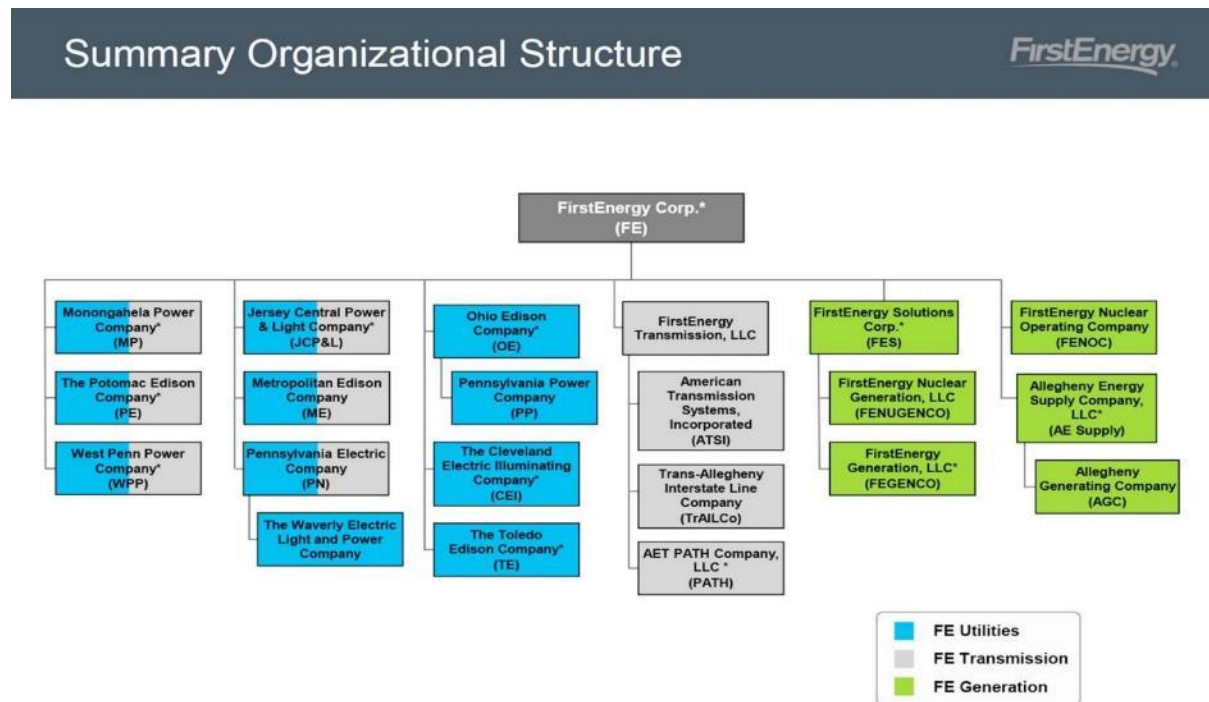 Summary Organizational Structure
FirstEnergy.
FirstEnergy Corp.*
(FE)
Monongahela Power
Company*
(MP)
The Potomac Edison
Company*
(PE)
West Penn Power
Company*
(WPP)
Jersey Central Power
& Light Company*
(JCP&L)
Metropolitan Edison
Company
(ME)
Pennsylvania Electric
Company
(PN)
The Waverly Electric
Light and Power
Company
Ohio Edison
Company*
(OE)
Pennsylvania Power
Company
(PP)
The Cleveland
Electric Illuminating
Company*
(CEI)
The Toledo
Edison Company*
(TE)
FirstEnergy
Transmission, LLC
American
Transmission
Systems,
Incorporated
(ATSI)
Trans-Allegheny
Interstate Line
Company
(TrAILCo)
AET PATH Company,
LLC *
(PATH)
FirstEnergy Solutions
Corp.*
(FES)
FirstEnergy Nuclear
Generation, LLC
(FENUGENCO)
FirstEnergy
Generation, LLC*
(FEGENCO)
FirstEnergy Nuclear
Operating Company
(FENOC)
Allegheny Energy
Supply Company,
LLC*
(AE Supply)
Allegheny
Generating Company
(AGC)
FE Utilities
FE Transmission
FE Generation